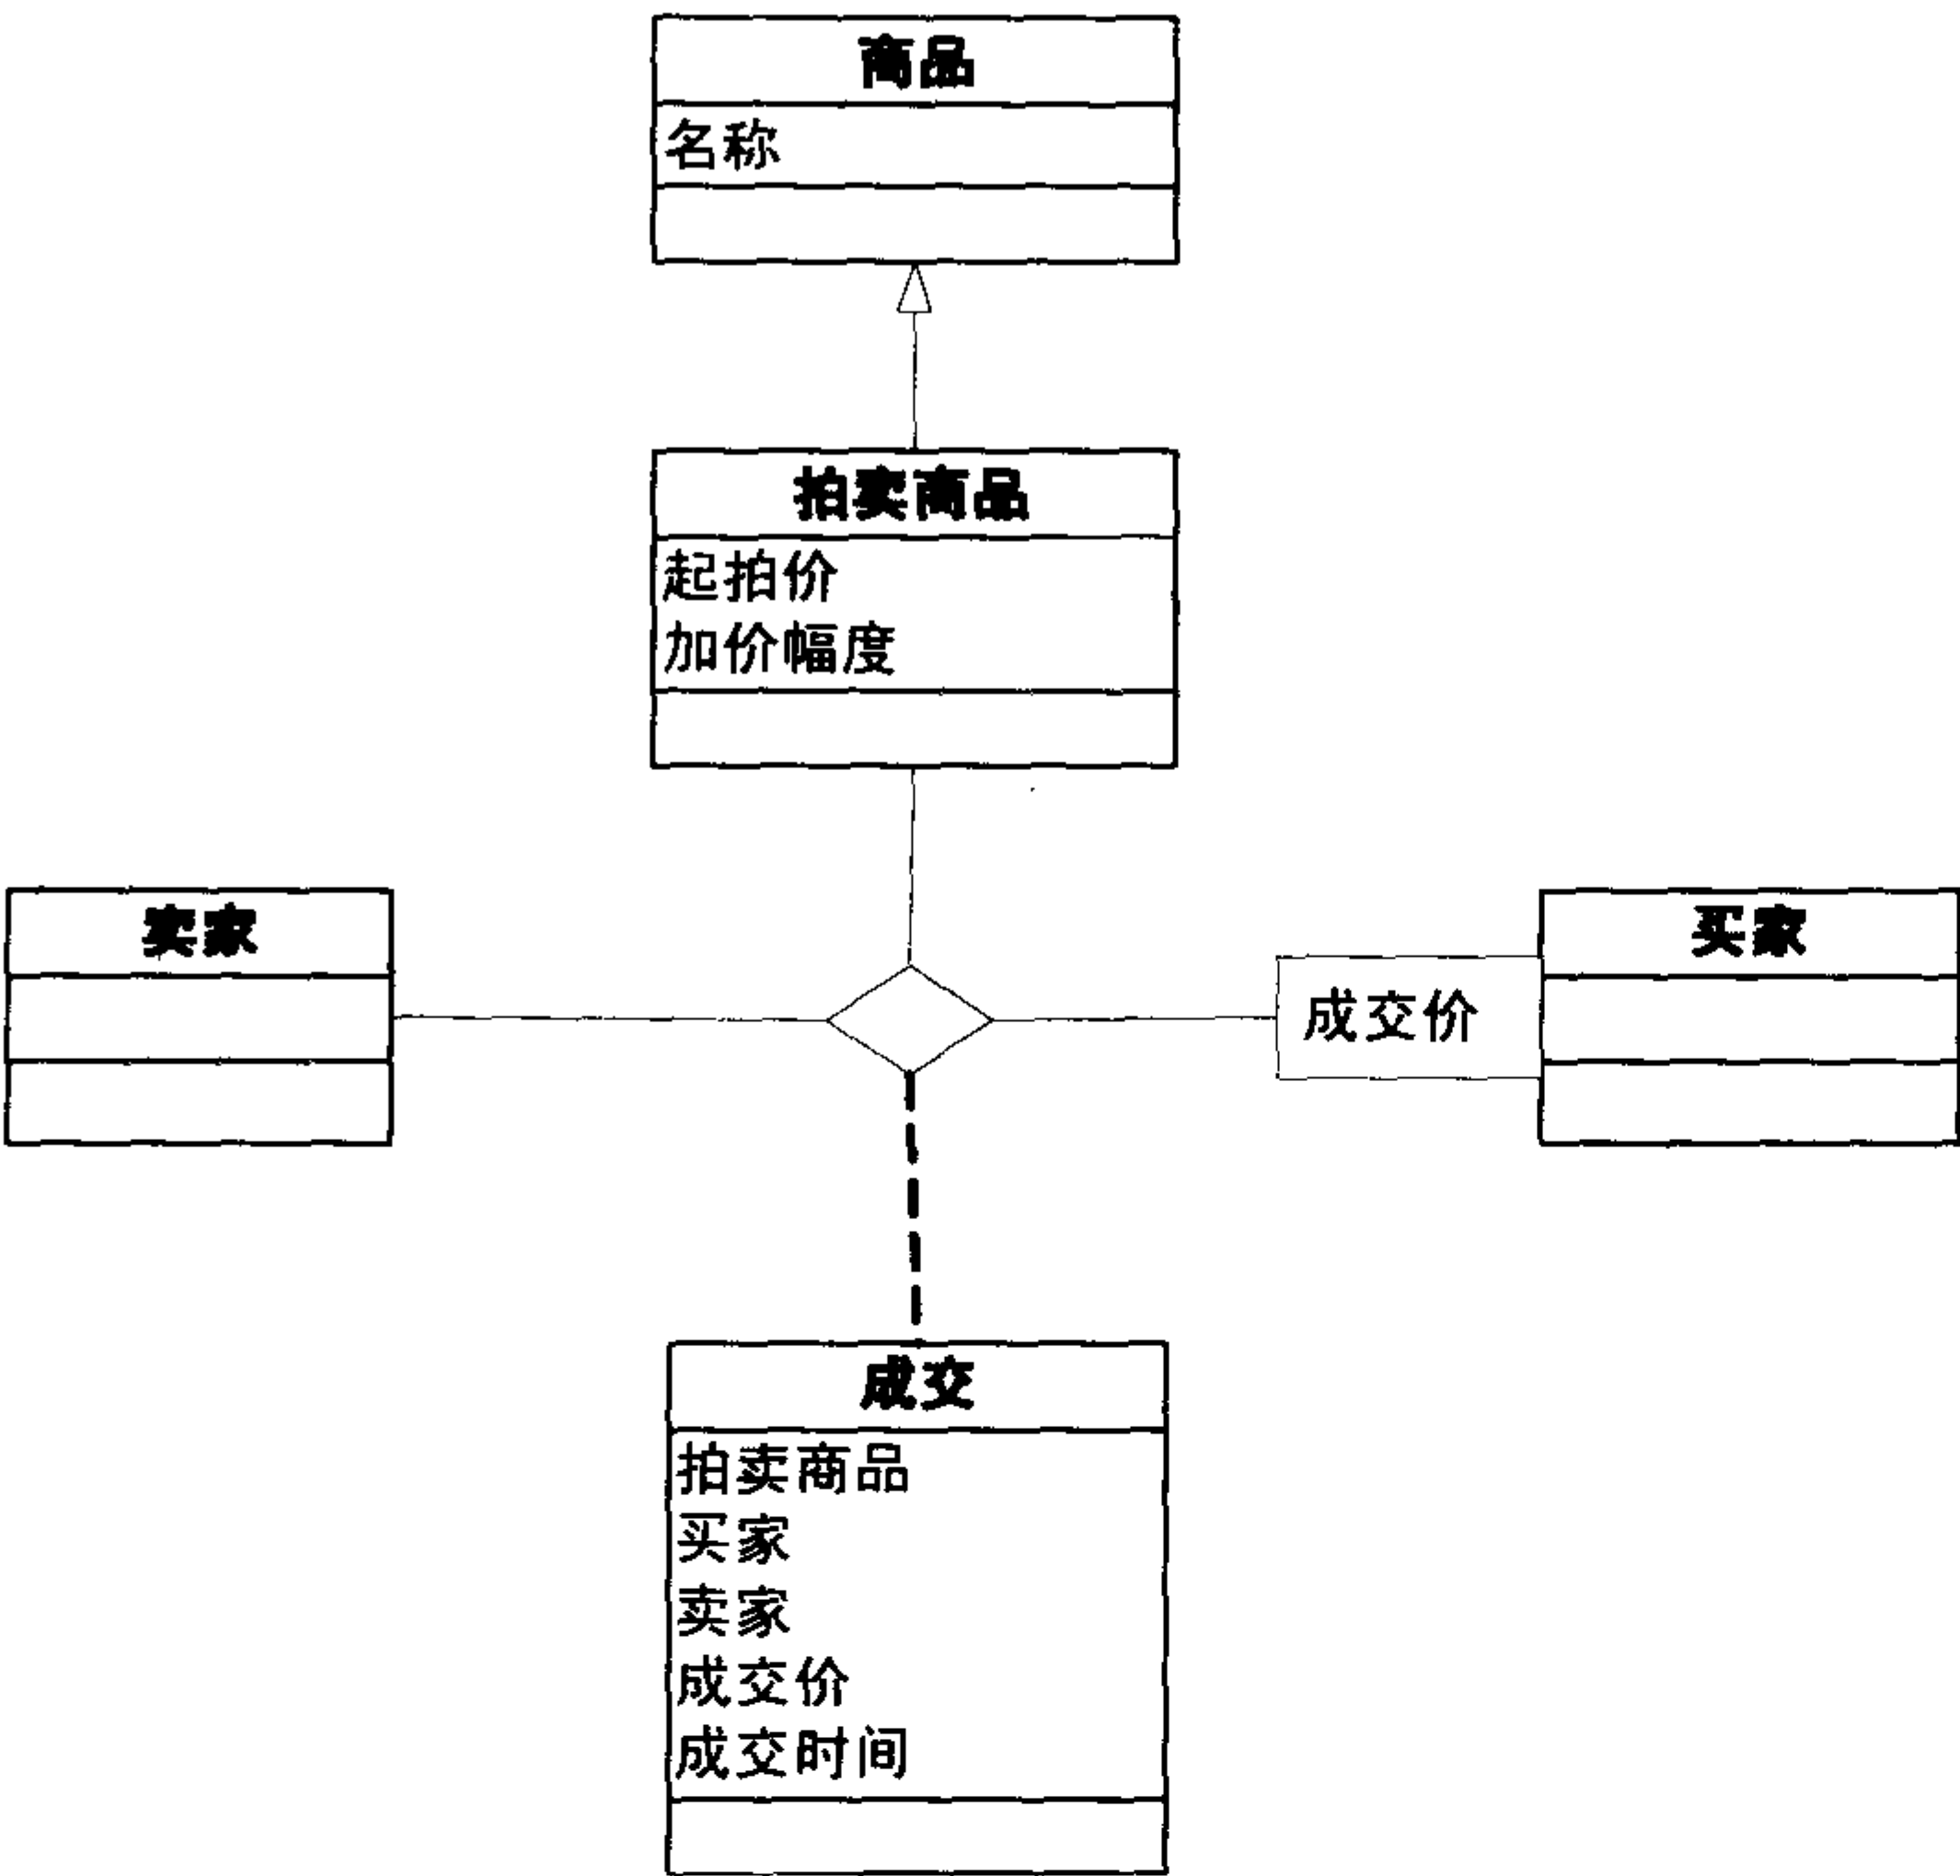 商品
名称
拍卖商品
起拍价
加价幅度
卖家
买家
成交价
成交
拍卖商品
买家
卖家
成交价
成交时间